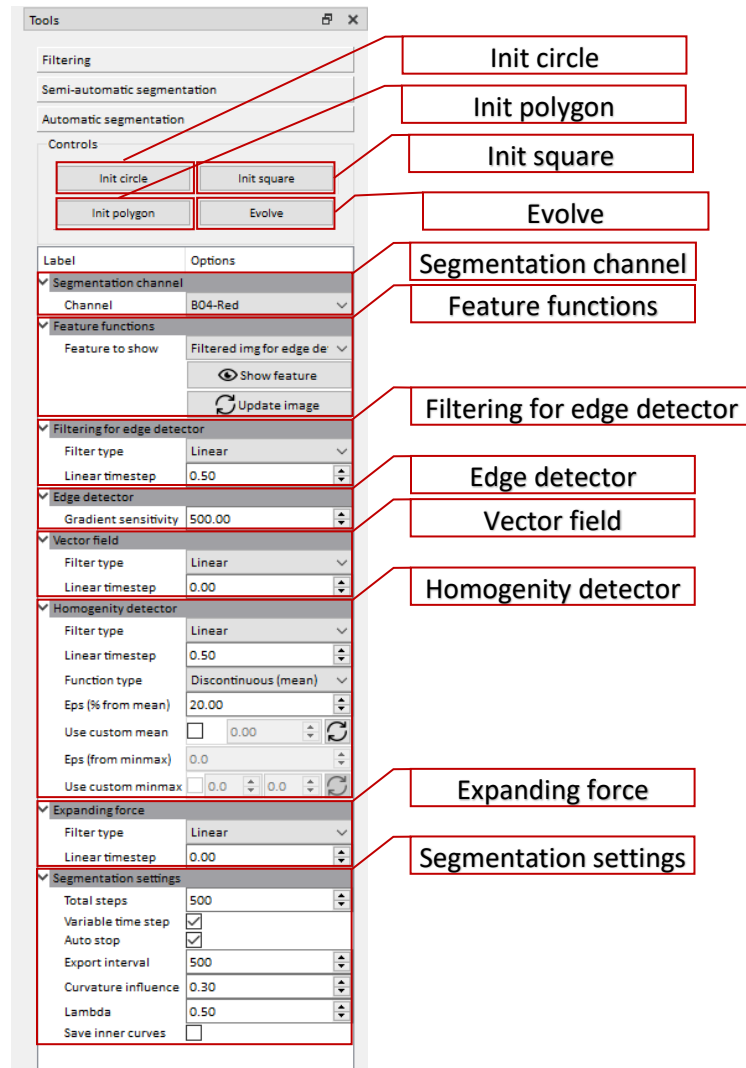 Tools
Filtering
Init circle
Semi-automatic segmentation
Init polygon
Automatic segmentation
Controls
Init square
Init circle Init square
Init polygon Evolve
Evolve
Label Options
Segmentation channel
Segmentation channel
Channel B04-Red
Feature functions
Feature functions
Feature to show Filtered img for edge de
Show feature
Update image
Filtering for edge detector
Filtering for edge detector
Filter type Linear
Linear timestep 0.50
Edge detector
Edge detector
Gradient sensitivity 500.00
Vector field
Vector field
Filter type Linear
Linear timestep 0.00
Homogenity detector
Homogenity detector
Filter type Linear
Linear timestep 0.50
Function type Discontinuous (mean)
Eps (% from mean) 20.00
Use custom mean 0.00
Eps (from minmax) 0.0
Use custom minmax 0.0 0.0
Expanding force
Expanding force
Filter type Linear
Linear timestep 0.00
Segmentation settings
Segmentation settings
Total steps 500
Variable time step
Auto stop
Export interval 500
Curvature influence 0.30
Lambda 0.50
Save inner curves